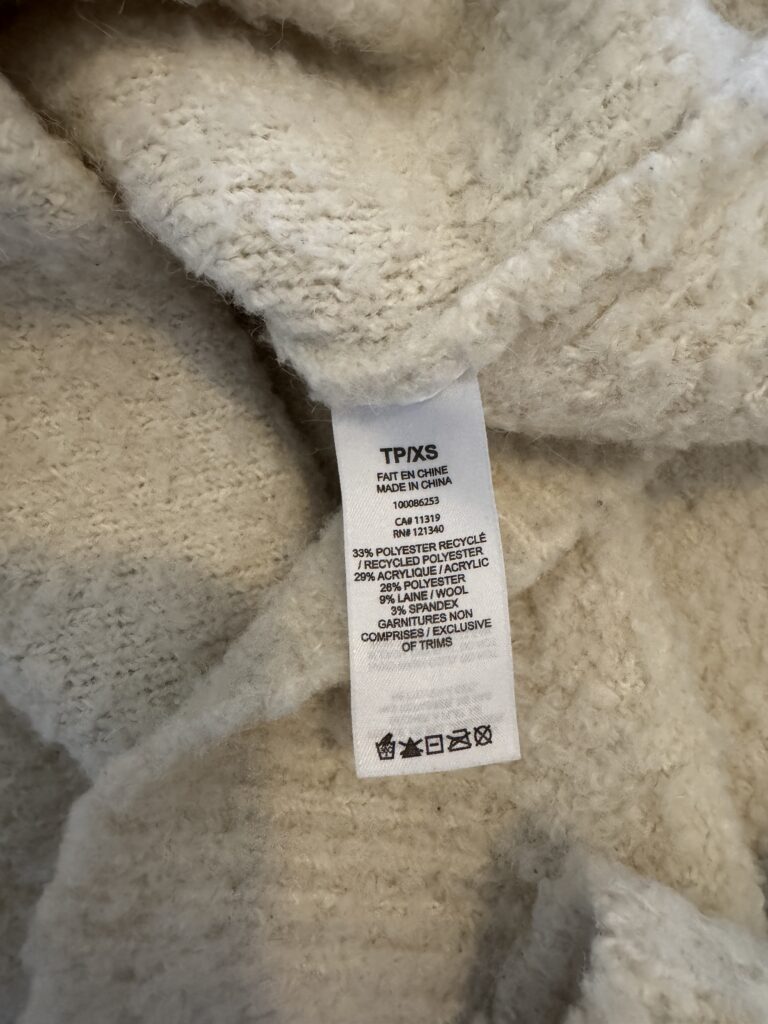 TP/XS
FAIT EN CHINE
MADE IN CHINA
100086253
CA# 11319
RN# 121340
33% POLYESTER RECYCLÉ
/ RECYCLED POLYESTER
29% ACRYLIQUE / ACRYLIC
26% POLYESTER
9% LAINE / WOOL
3% SPANDEX
GARNITURES NON
COMPRISES / EXCLUSIVE
OF TRIMS